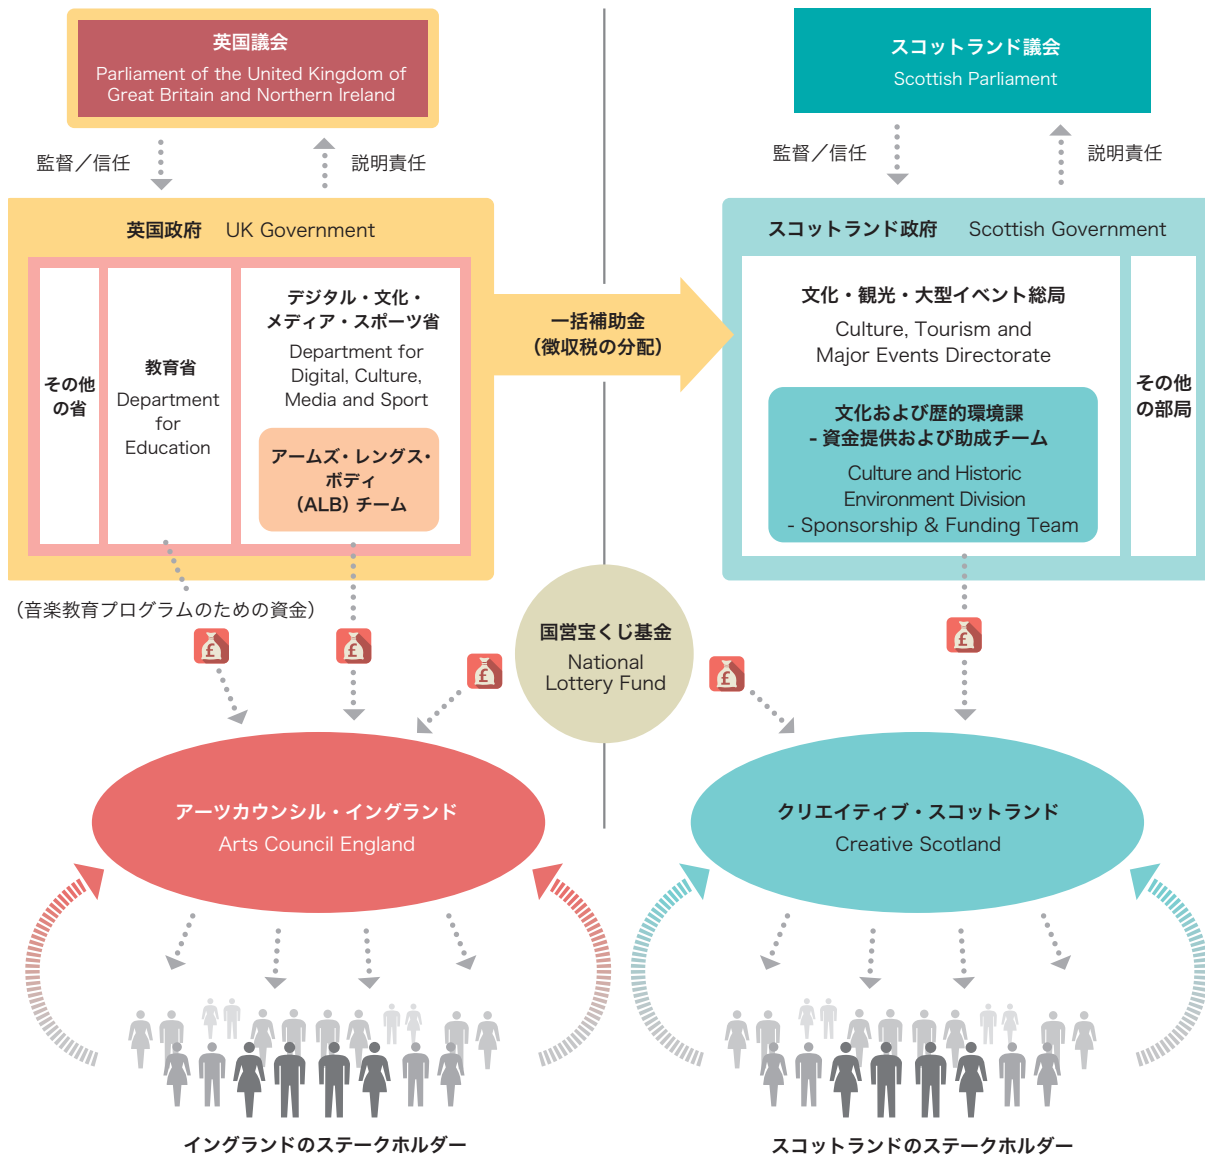 英国議会
Parliament of the United Kingdom of
Great Britain and Northern Ireland
監督／信任
説明責任
英国政府 UK Government
その他
の省
教育省
Department
for
Education
デジタル・文化・
メディア・スポーツ省
Department for
Digital, Culture,
Media and Sport
アームズ・レングス・
ボディ
（ALB）チーム
一括補助金
（徴収税の分配）
スコットランド議会
Scottish Parliament
監督／信任
説明責任
スコットランド政府 Scottish Government
文化・観光・大型イベント総局
Culture, Tourism and
Major Events Directorate
文化および歴的環境課
- 資金提供および助成チーム
Culture and Historic
Environment Division
- Sponsorship & Funding Team
その他
の部局
（音楽教育プログラムのための資金）
£
£
£
国営宝くじ基金
National
Lottery Fund
£
£
アーツカウンシル・イングランド
Arts Council England
クリエイティブ・スコットランド
Creative Scotland
イングランドのステークホルダー
スコットランドのステークホルダー